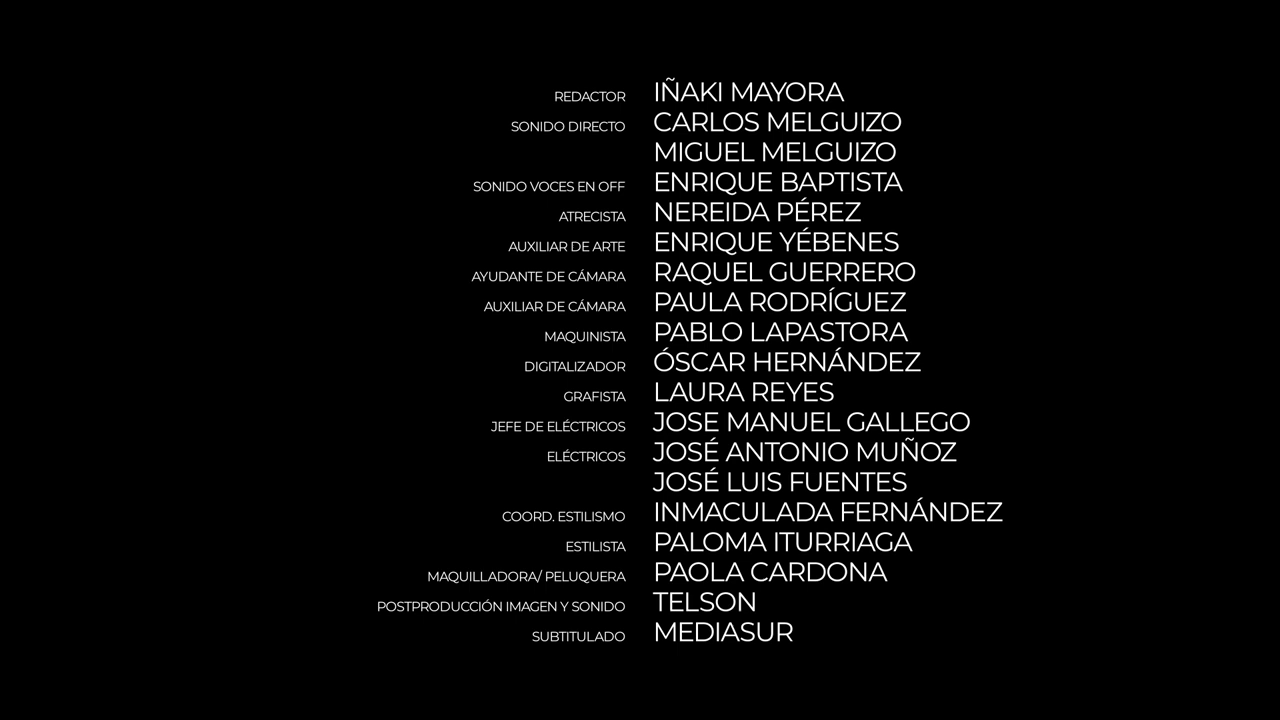 REDACTOR IÑAKI MAYORA
SONIDO DIRECTO CARLOS MELGUIZO
MIGUEL MELGUIZO
SONIDO VOCES EN OFF ENRIQUE BAPTISTA
ATRECISTA NEREIDA PÉREZ
AUXILIAR DE ARTE ENRIQUE YÉBENES
AYUDANTE DE CÁMARA RAQUEL GUERRERO
AUXILIAR DE CÁMARA PAULA RODRÍGUEZ
MAQUINISTA PABLO LAPASTORA
DIGITALIZADOR ÓSCAR HERNÁNDEZ
GRAFISTA LAURA REYES
JEFE DE ELÉCTRICOS JOSE MANUEL GALLEGO
ELÉCTRICOS JOSÉ ANTONIO MUÑOZ
JOSÉ LUIS FUENTES
COORD. ESTILISMO INMACULADA FERNÁNDEZ
ESTILISTA PALOMA ITURRIAGA
MAQUILLADORA/ PELUQUERA PAOLA CARDONA
POSTPRODUCCIÓN IMAGEN Y SONIDO TELSON
SUBTITULADO MEDIASUR